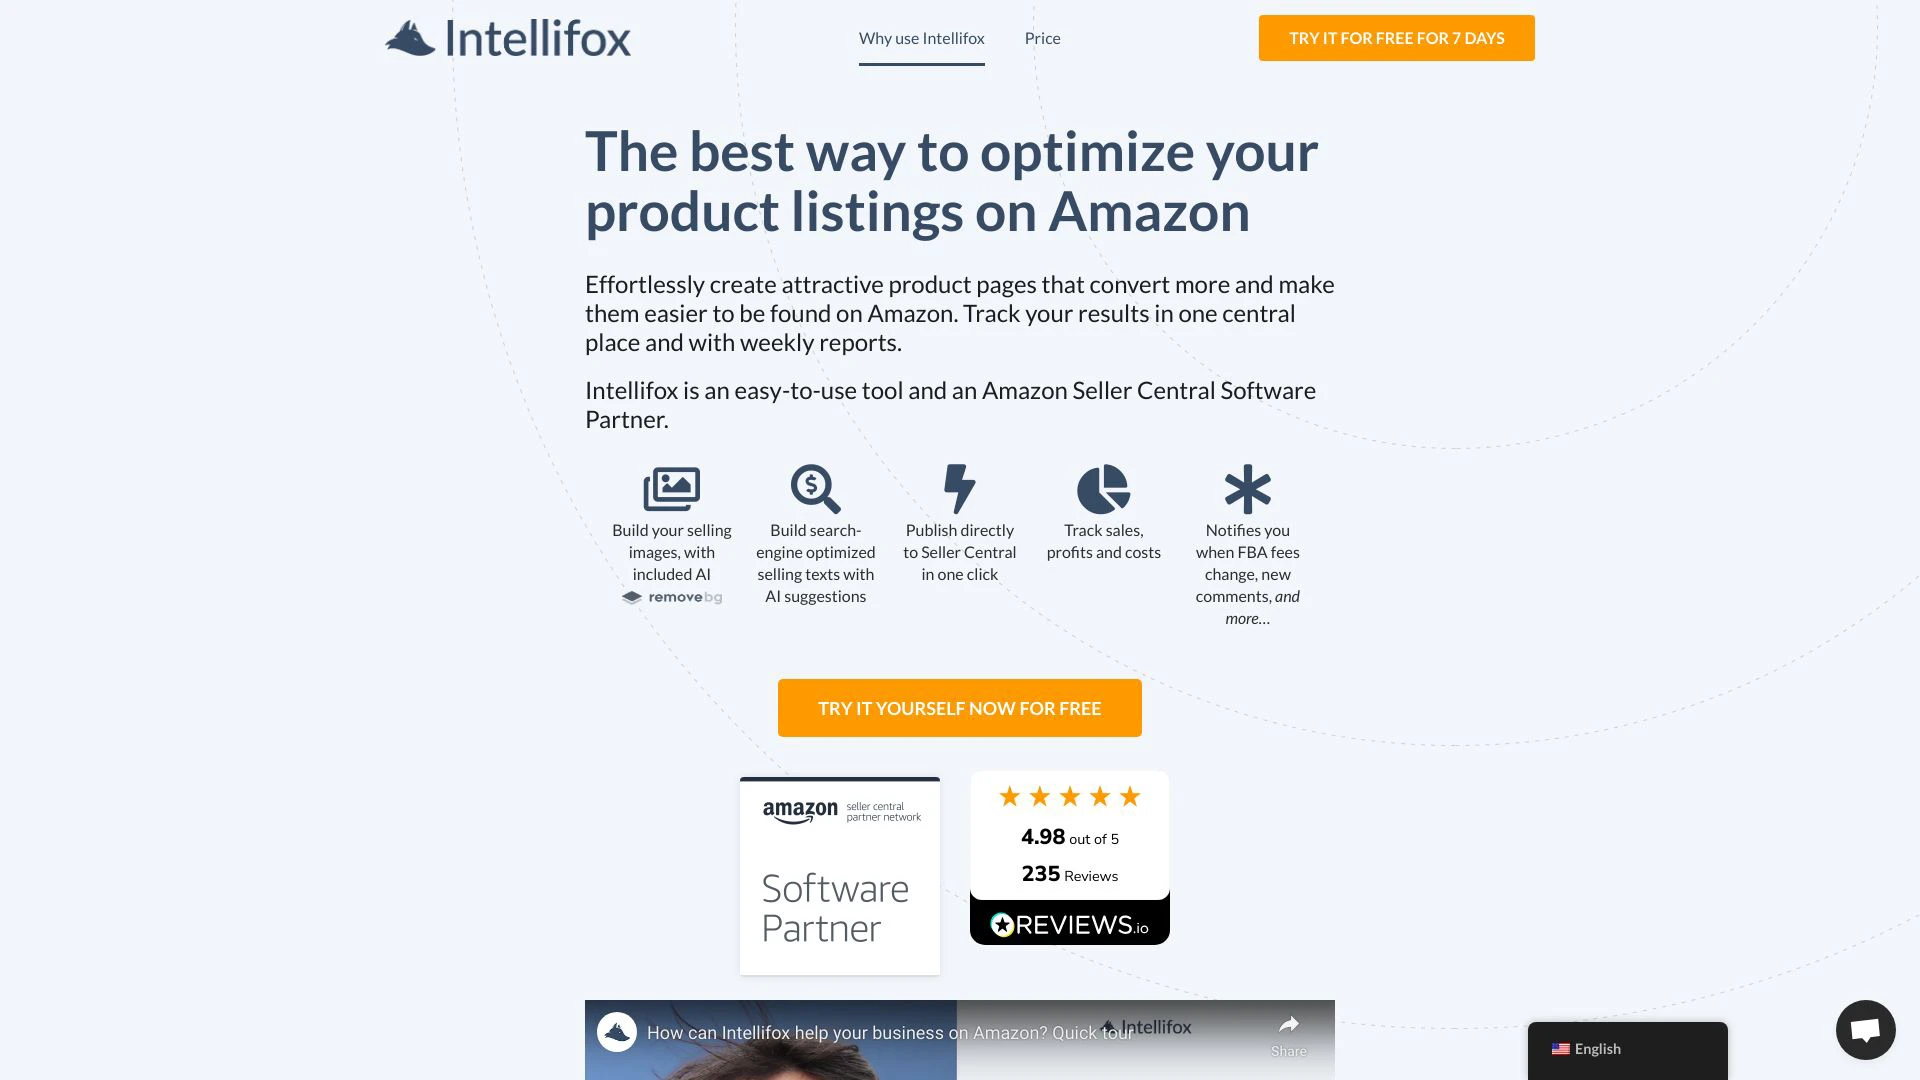 Intellifox
Why use Intellifox
Price
TRY IT FOR FREE FOR 7 DAYS
The best way to optimize your
product listings on Amazon
Effortlessly create attractive product pages that convert more and make
them easier to be found on Amazon. Track your results in one central
place and with weekly reports.
Intellifox is an easy-to-use tool and an Amazon Seller Central Software
Partner.
Build your selling
images, with
included AI
removebg
Build search-
engine optimized
selling texts with
AI suggestions
Publish directly
to Seller Central
in one click
Track sales,
profits and costs
Notifies you
when FBA fees
change, new
comments, and
more...
TRY IT YOURSELF NOW FOR FREE
amazon
seller central
partner network
Software
Partner
4.98 out of 5
235 Reviews
REVIEWS.io
How can Intellifox help your business on Amazon? Quick tour
Intellifox
Share
English